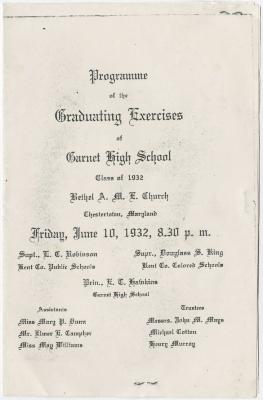 Programme
of the
Graduating Exercises
of
Garnet High School
Class of 1932
Bethel A. M. E. Church
Chestertown, Maryland
Friday, June 10, 1932, 8.30 p. m.
Supt., L. C. Robinson
Kent Co. Public Schools
Supr., Douglass S. King
Kent Co. Colored Schools
Prin., E. T. Hawkins
Garnet High School
Assistants
Miss Mary P. Dunn
Mr. Elmer E. Campher
Miss May Williams
Trustees
Messrs. John M. Mays
Michael Cotton
Henry Murray